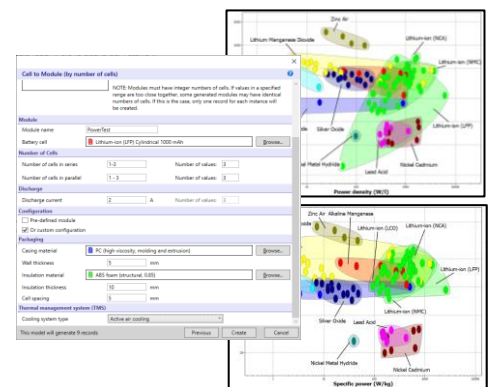 Cell to Module (by number of cells)
NOTE: Modules must have integer numbers of cells. If values in a specified
range are too close together, some generated modules may have identical
numbers of cells. If this is the case, only one record for each instance will
be created.
Module
Module name PowerTest
Battery cell Lithium-ion (LFP) Cylindrical 1000 mAh Browse...
Number of Cells
Number of cells in series 1-3 Number of values: 3
Number of cells in parallel 1 - 3 Number of values: 3
Discharge
Discharge current 2 A Number of values: 3
Configuration
Pre-defined module
Or custom configuration
Packaging
Casing material PC (high viscosity, molding and extrusion) Browse...
Wall thickness 5 mm
Insulation material ABS foam (structural, 0.85) Browse...
Insulation thickness 10 mm
Cell spacing 5 mm
Thermal management system (TMS)
Cooling system type Active air cooling
This model will generate 9 records Previous Create Cancel
Zinc Air
Lithium Manganese Dioxide
Lithium-ion (NCA)
Lithium-ion (NMC)
Silver Oxide
Lithium-ion (LFP)
Nickel Metal Hydride
Lead Acid
Nickel Cadmium
Power density (W/l)
Zinc Air Alkaline Manganese
Lithium-ion (LCO)
Lithium-ion (NCA)
Lithium-ion (LFP)
Lithium-ion (NMC)
Silver Oxide
Lead Acid
Nickel Metal Hydride
Nickel Cadmium
Specific power (W/kg)